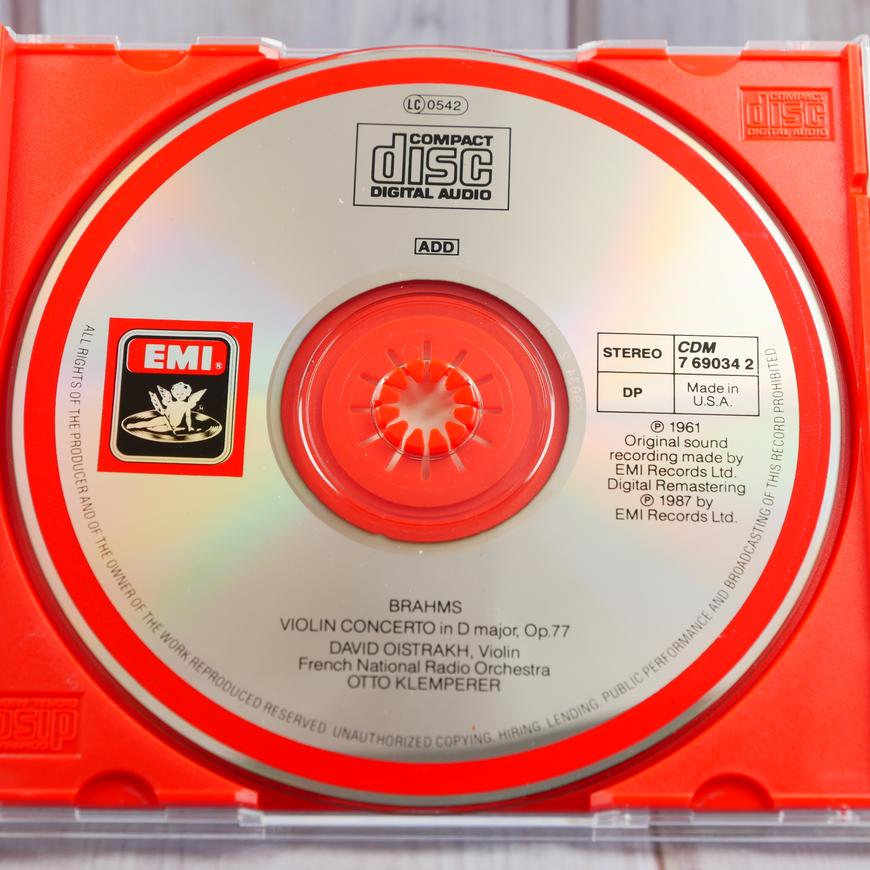 LC 0542
COMPACT
disc
DIGITAL AUDIO
ADD
COMPACT
disc
DIGITAL AUDIO
EMI®
STEREO
CDM
7 69034 2
DP
Made in
U.S.A.
℗ 1961
Original sound
recording made by
EMI Records Ltd.
Digital Remastering
℗ 1987 by
EMI Records Ltd.
BRAHMS
VIOLIN CONCERTO in D major, Op.77
DAVID OISTRAKH, Violin
French National Radio Orchestra
OTTO KLEMPERER
ALL RIGHTS OF THE PRODUCER AND OF THE OWNER OF THE WORK REPRODUCED RESERVED. UNAUTHORIZED COPYING, HIRING, LENDING, PUBLIC PERFORMANCE AND BROADCASTING OF THIS RECORD PROHIBITED.
COMPACT
disc
DIGITAL AUDIO